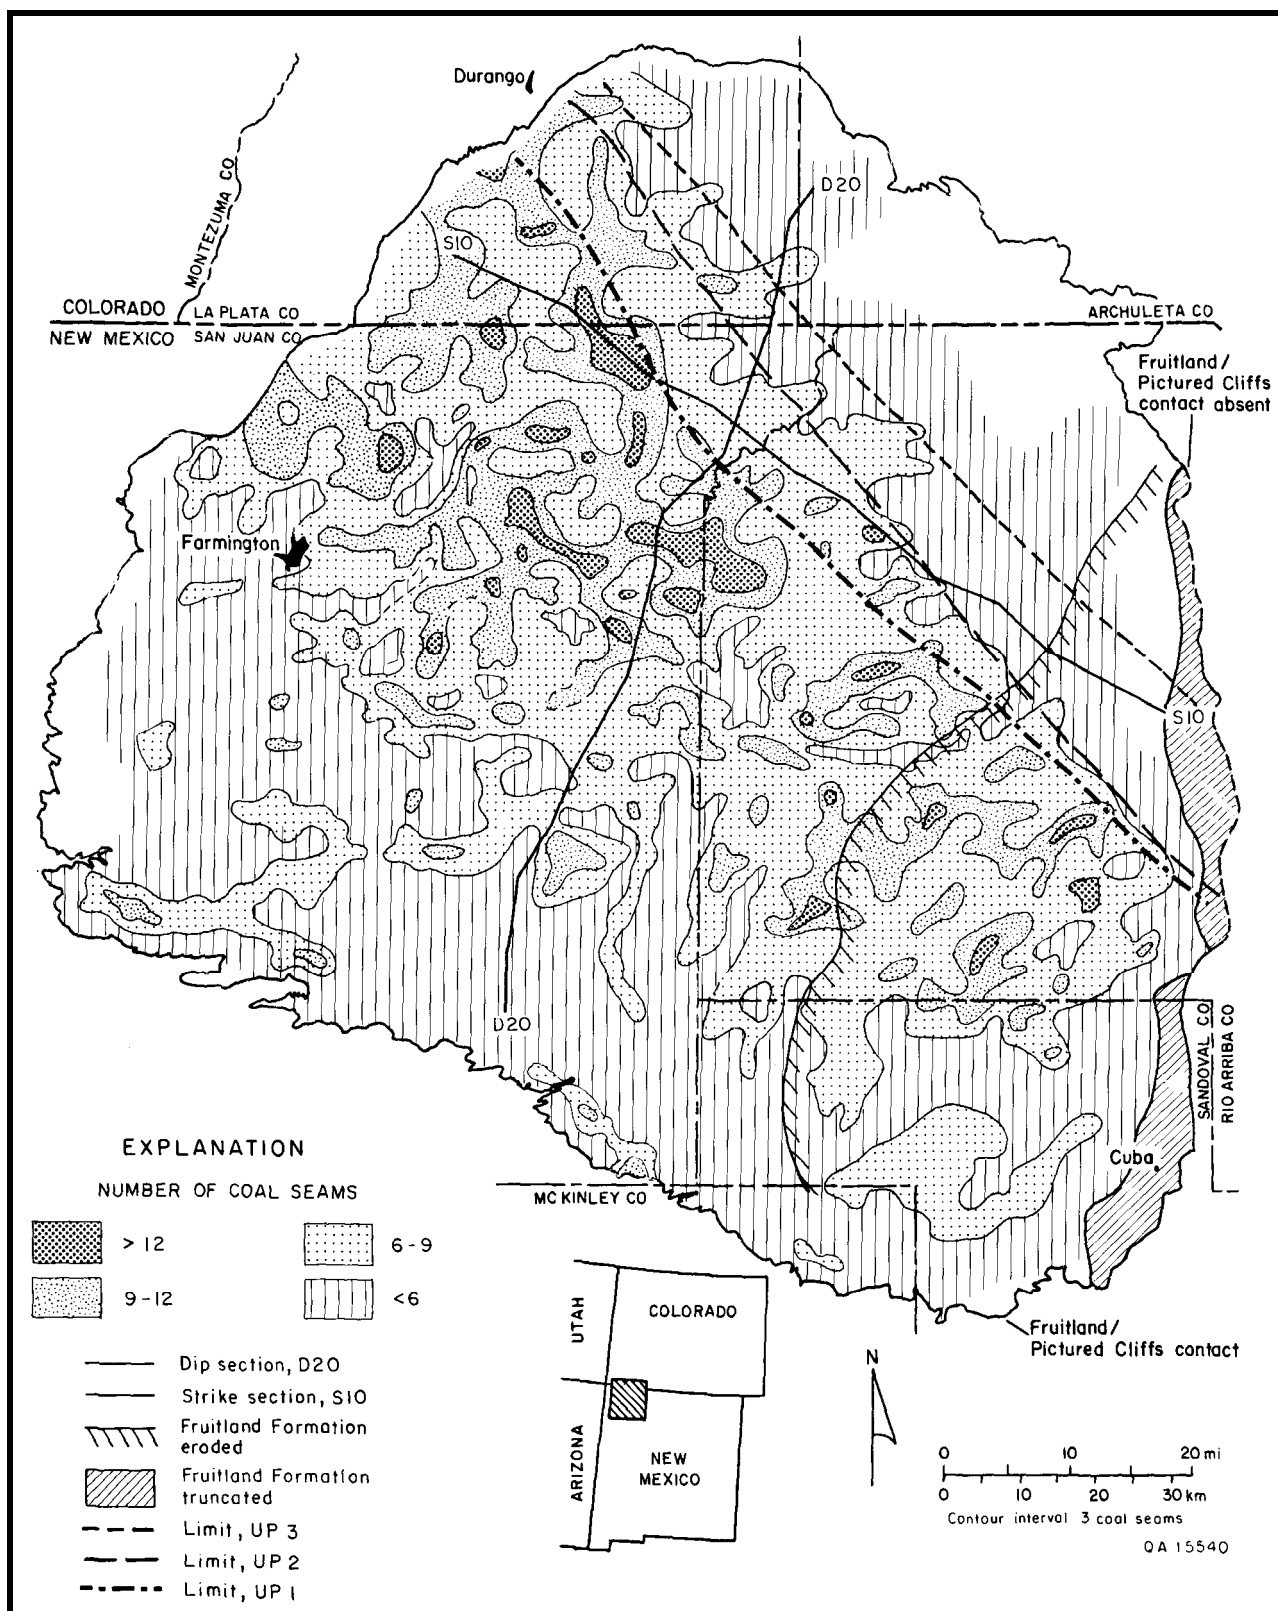 Durango
MONTEZUMA CO
D20
S10
COLORADO
LA PLATA CO
ARCHULETA CO
NEW MEXICO
SAN JUAN CO
Fruitland/
Pictured Cliffs
contact absent
Farmington
S10
D20
SANDOVAL CO
RIO ARRIBA CO
Cuba
MC KINLEY CO
EXPLANATION
NUMBER OF COAL SEAMS
> 12
6-9
9-12
<6
Dip section, D20
Strike section, S10
Fruitland Formation
eroded
Fruitland Formation
truncated
Limit, UP 3
Limit, UP 2
Limit, UP 1
UTAH
COLORADO
ARIZONA
NEW
MEXICO
Fruitland/
Pictured Cliffs contact
N
0 10 20 mi
0 10 20 30 km
Contour interval 3 coal seams
QA 15540